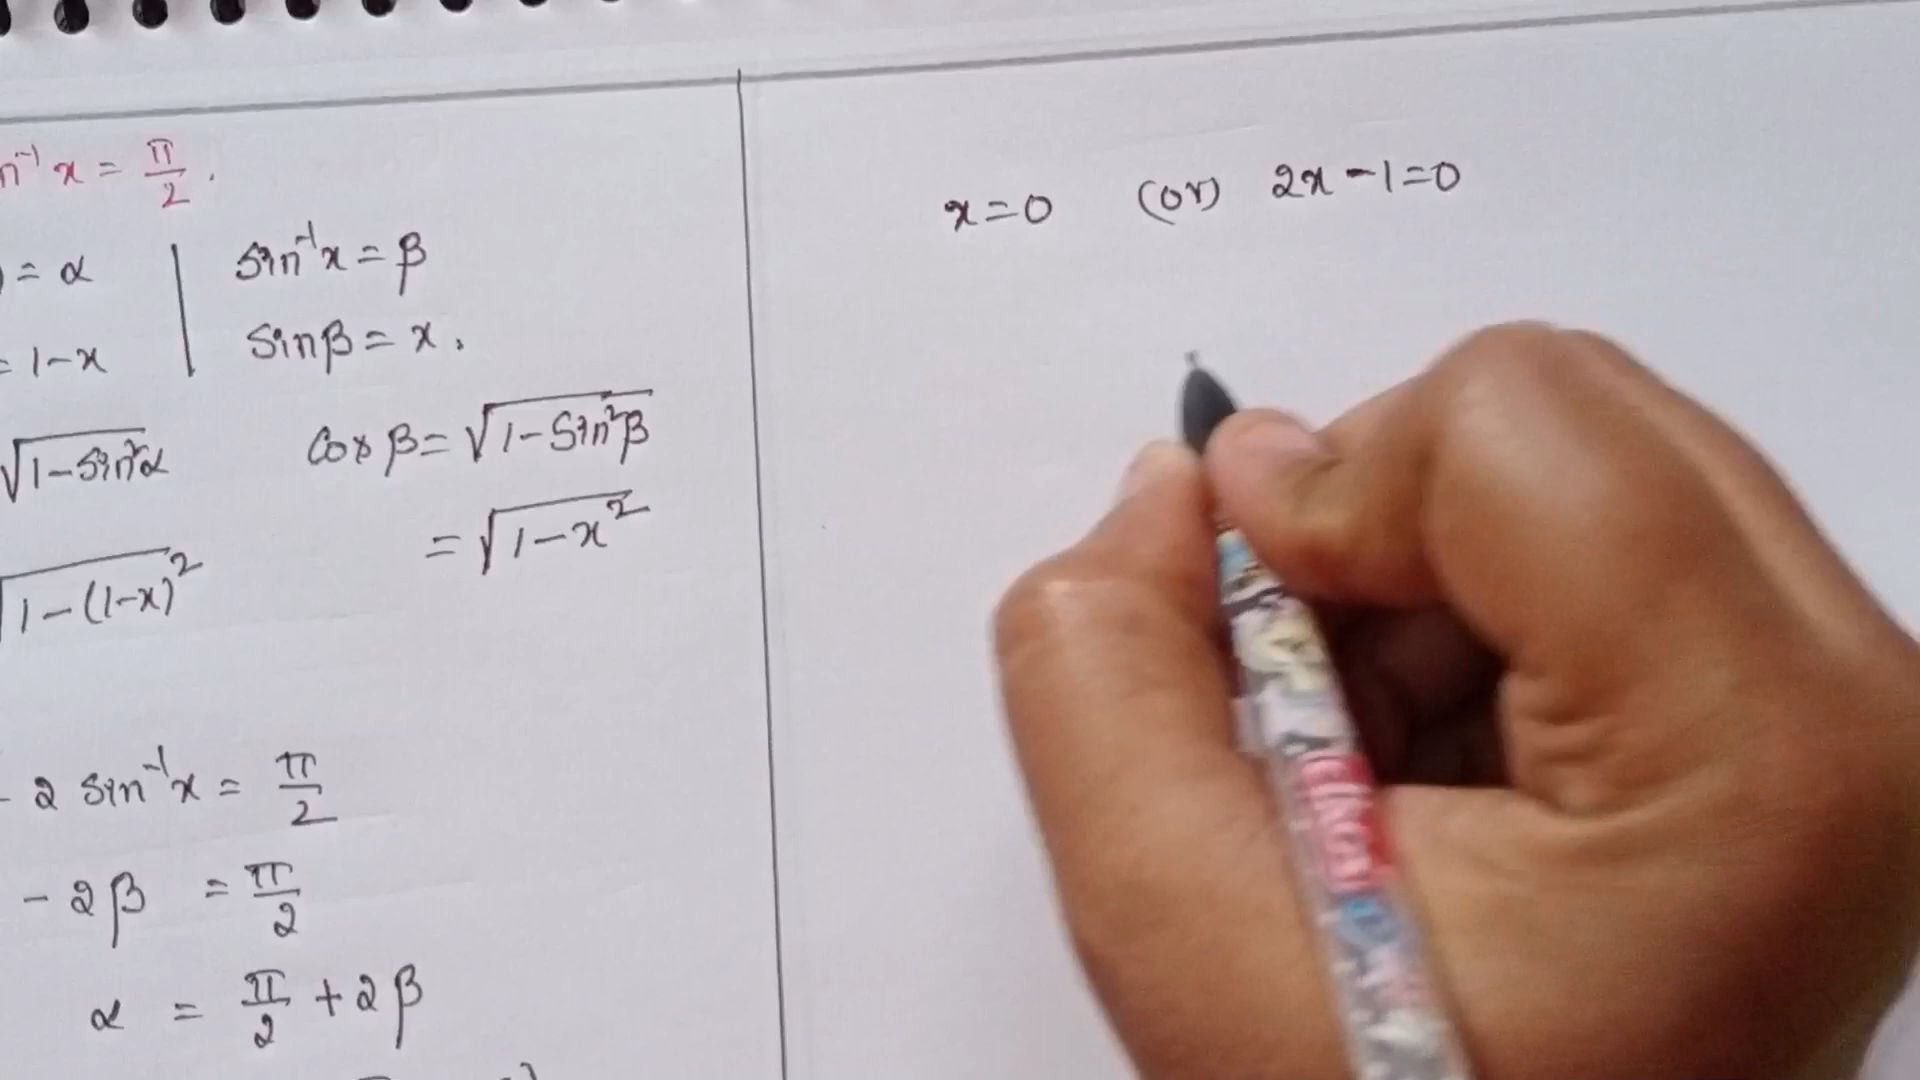 n⁻¹ x = π/2 .
) = α | sin⁻¹x = β
= 1-x | sinβ = x .
√1-sin²α cos β = √1-sin²β
= √1-x²
√1-(1-x)²
- 2 sin⁻¹x = π/2
- 2β = π/2
α = π/2 + 2β
x=0 (or) 2x-1=0